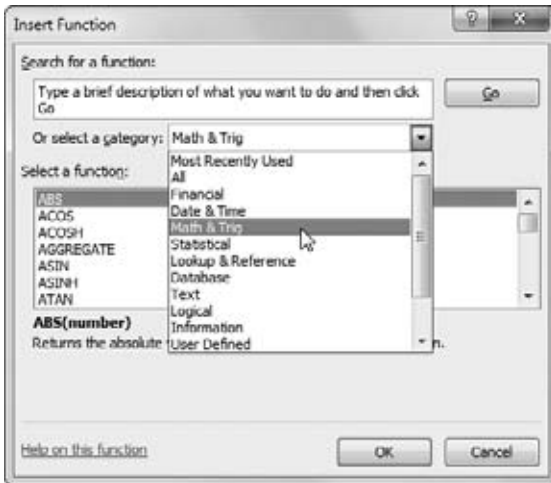 Insert Function
Search for a function:
Type a brief description of what you want to do and then click
Go
Go
Or select a category: Math & Trig
Most Recently Used
All
Financial
Date & Time
Math & Trig
Statistical
Lookup & Reference
Database
Text
Logical
Information
User Defined
Select a function:
ABS
ACOS
ACOSH
AGGREGATE
ASIN
ASINH
ATAN
ABS(number)
Returns the absolute n.
Help on this function
OK
Cancel